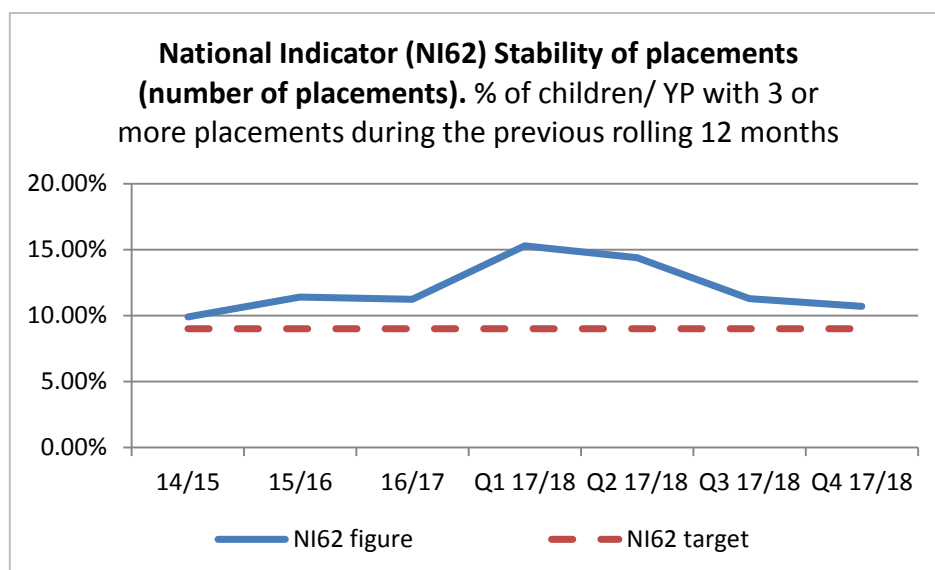 National Indicator (NI62) Stability of placements
(number of placements). % of children/ YP with 3 or
more placements during the previous rolling 12 months
20.00%
15.00%
10.00%
5.00%
0.00%
14/15 15/16 16/17 Q1 17/18 Q2 17/18 Q3 17/18 Q4 17/18
NI62 figure NI62 target